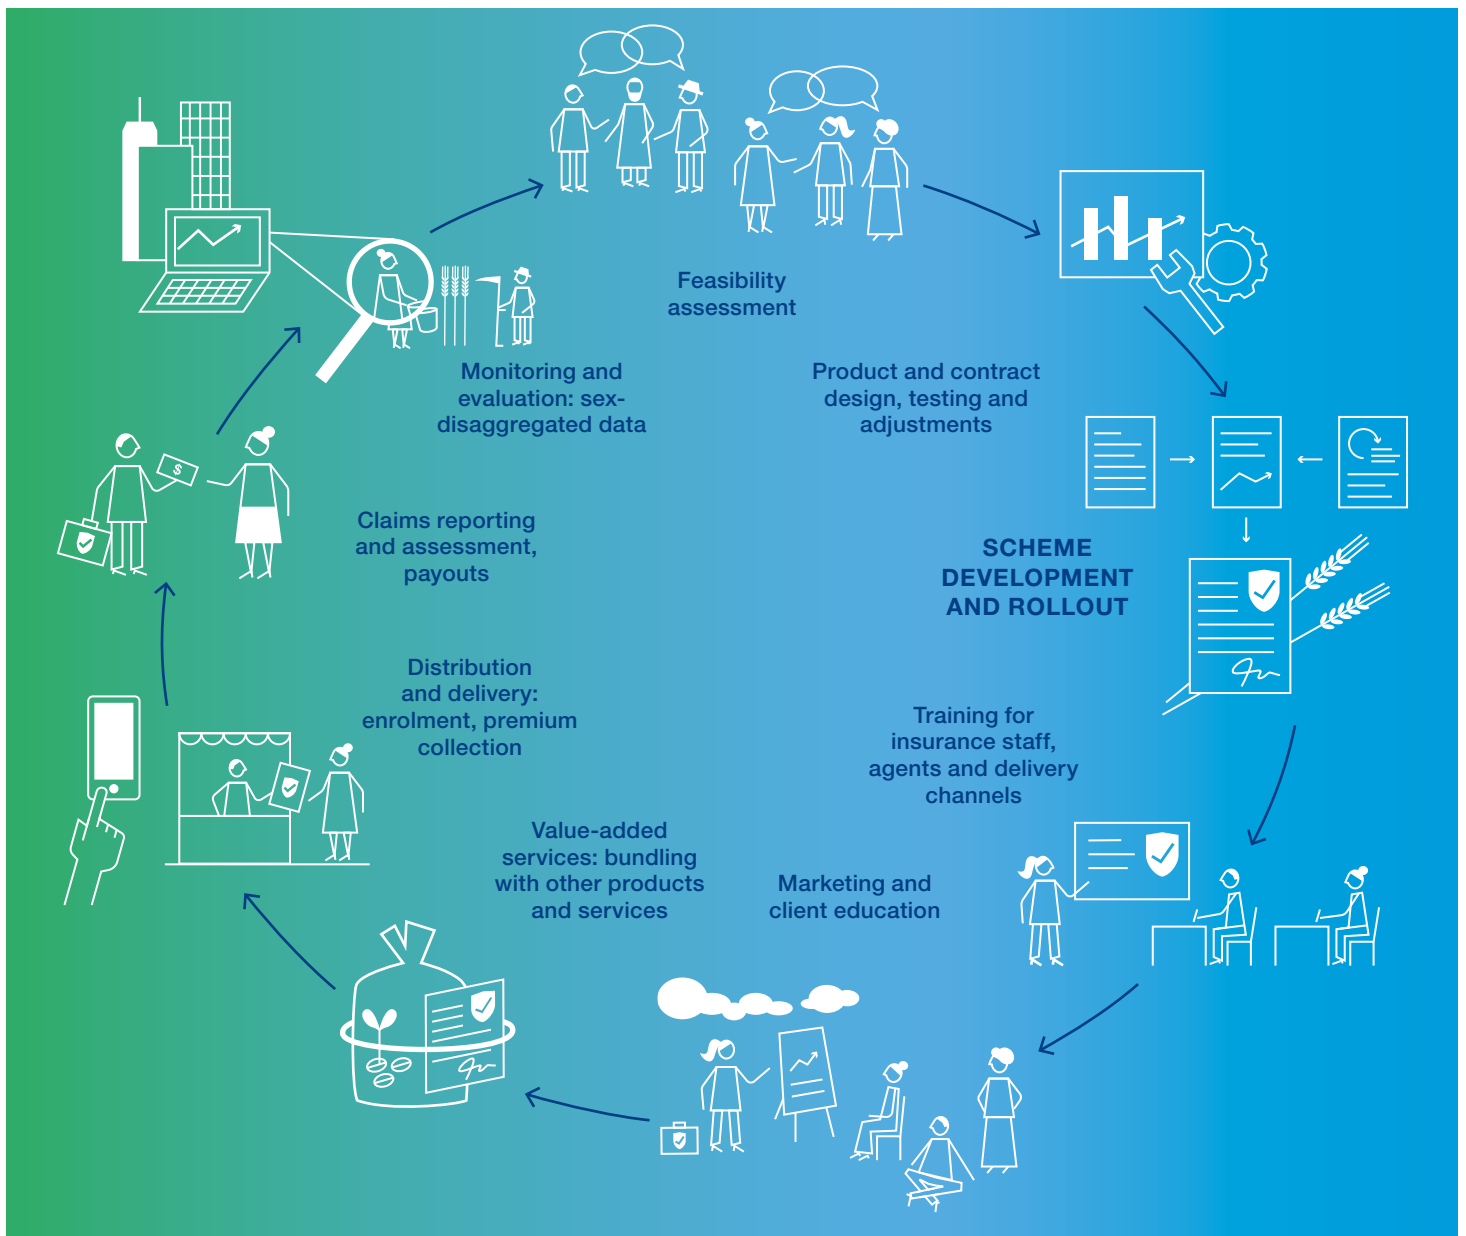 Feasibility
assessment
Product and contract
design, testing and
adjustments
SCHEME
DEVELOPMENT
AND ROLLOUT
Training for
insurance staff,
agents and delivery
channels
Marketing and
client education
Value-added
services: bundling
with other products
and services
Distribution
and delivery:
enrolment, premium
collection
Claims reporting
and assessment,
payouts
$
Monitoring and
evaluation: sex-
disaggregated data